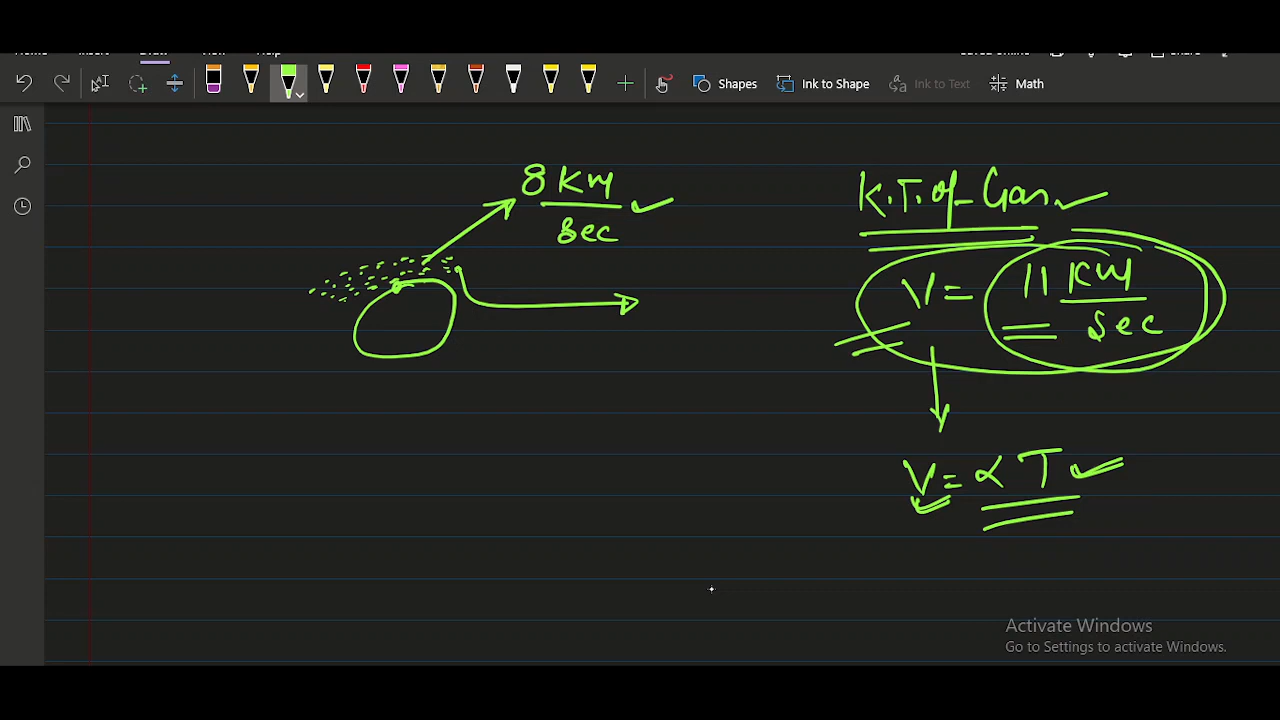 Shapes
Ink to Shape
Ink to Text
Math
8 Km
Sec
K.T. of Gas
V = 11 Km
Sec
V = α T
Activate Windows
Go to Settings to activate Windows.